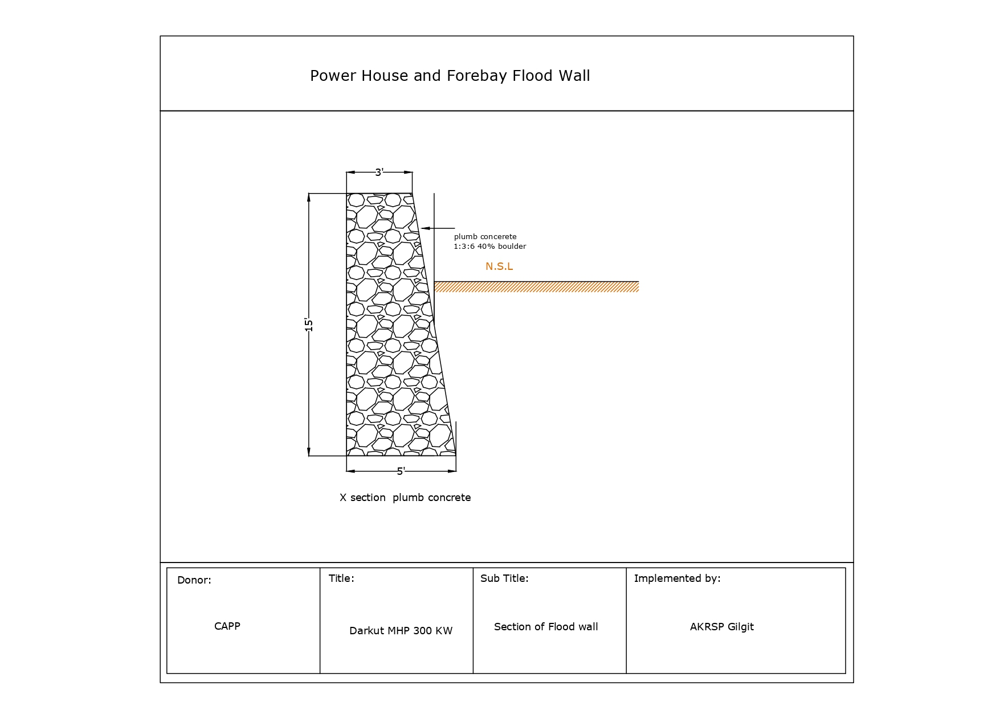 Power House and Forebay Flood Wall
3'
plumb concerete
1:3:6 40% boulder
N.S.L
15'
5'
X section plumb concrete
Donor:
CAPP
Title:
Darkut MHP 300 KW
Sub Title:
Section of Flood wall
Implemented by:
AKRSP Gilgit